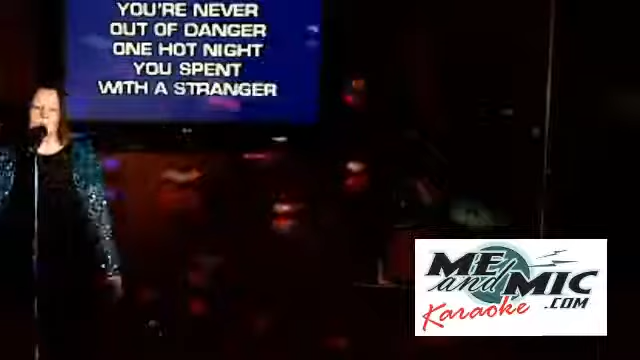 YOU'RE NEVER
OUT OF DANGER
ONE HOT NIGHT
YOU SPENT
WITH A STRANGER
ME and MIC
Karaoke .COM